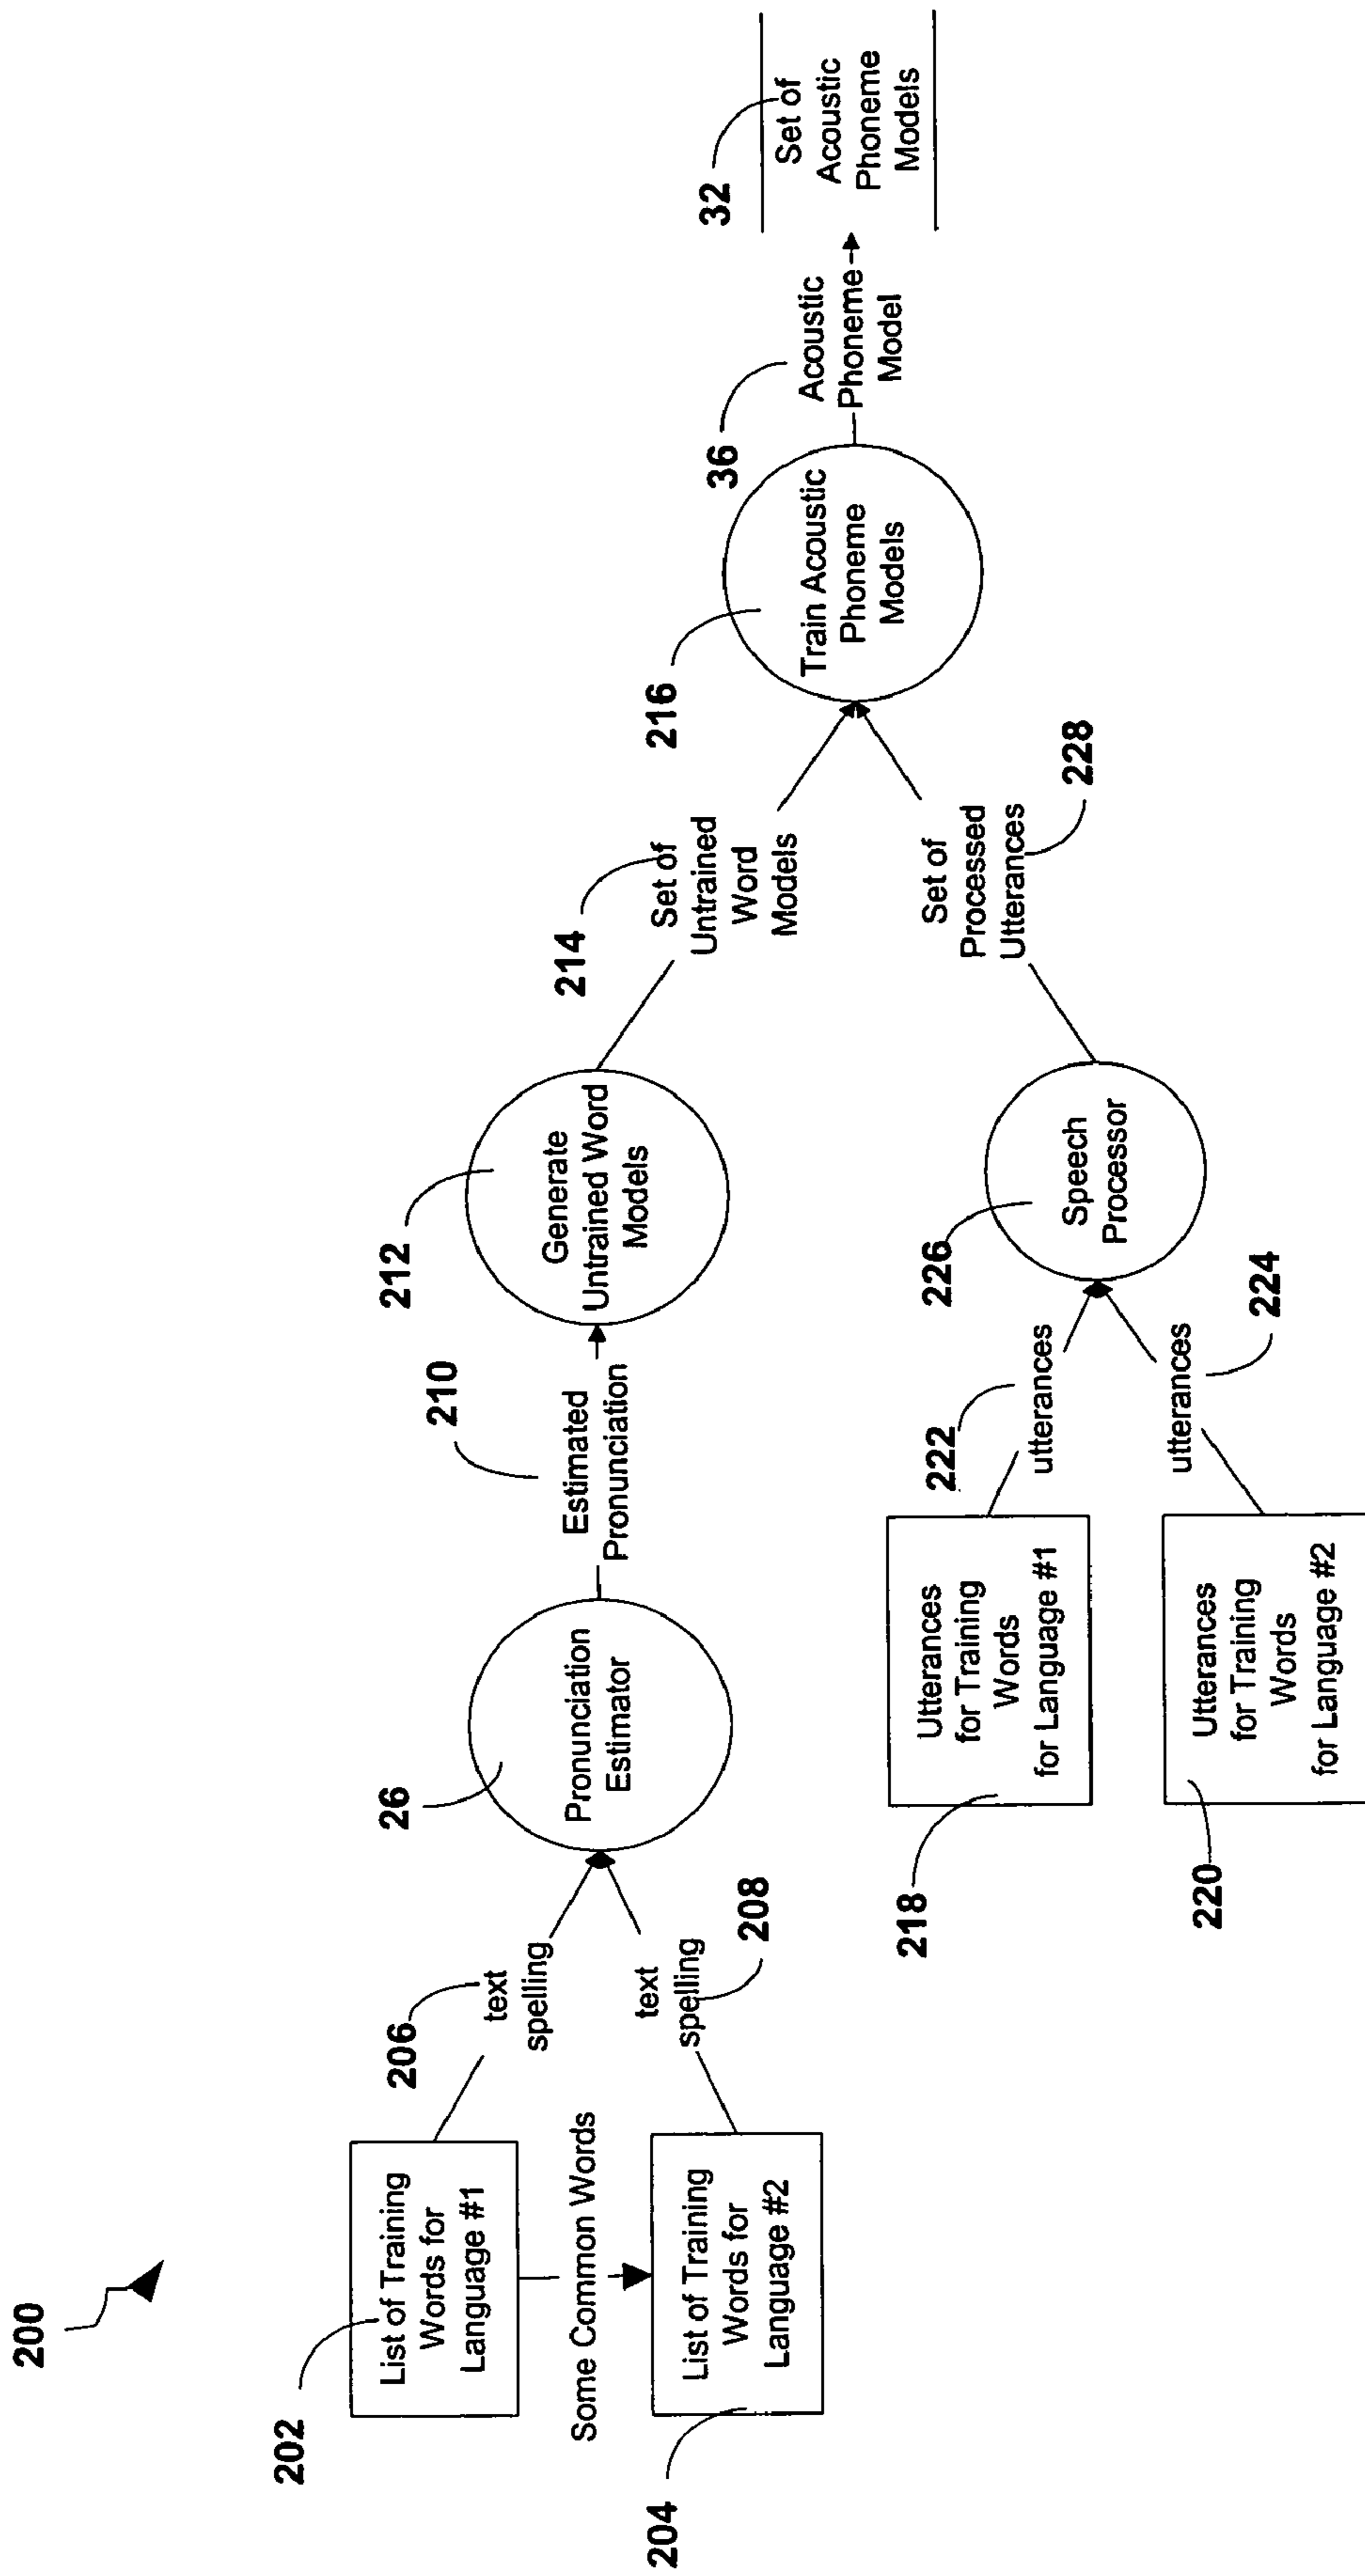 200
202
List of Training
Words for
Language #1
Some Common Words
204
List of Training
Words for
Language #2
206
text
spelling
text
spelling
208
26
Pronunciation
Estimator
210
Estimated
Pronunciation
212
Generate
Untrained Word
Models
214
Set of
Untrained
Word
Models
218
Utterances
for Training
Words
for Language #1
220
Utterances
for Training
Words
for Language #2
222
utterances
utterances
224
226
Speech
Processor
Set of
Processed
Utterances
228
216
Train Acoustic
Phoneme
Models
36
Acoustic
Phoneme
Model
32
Set of
Acoustic
Phoneme
Models